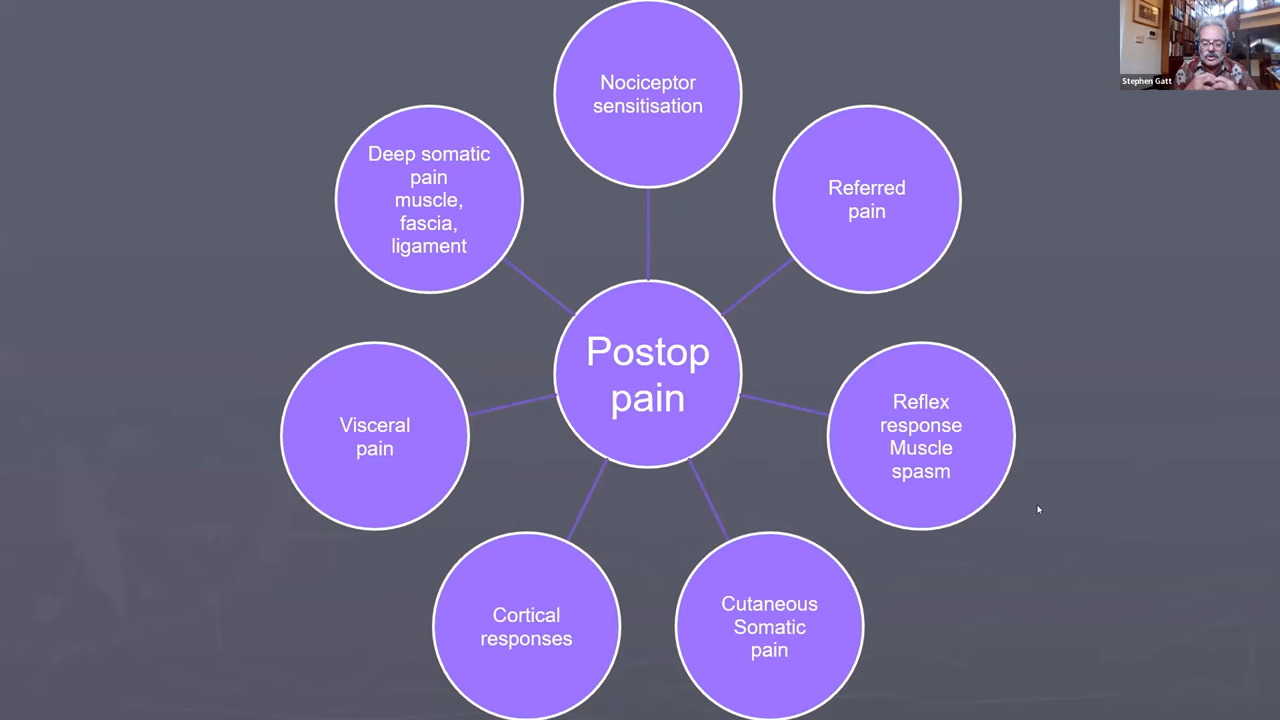 Nociceptor
sensitisation
Stephen Gatt
Deep somatic
pain
muscle,
fascia,
ligament
Referred
pain
Postop
pain
Visceral
pain
Reflex
response
Muscle
spasm
Cortical
responses
Cutaneous
Somatic
pain